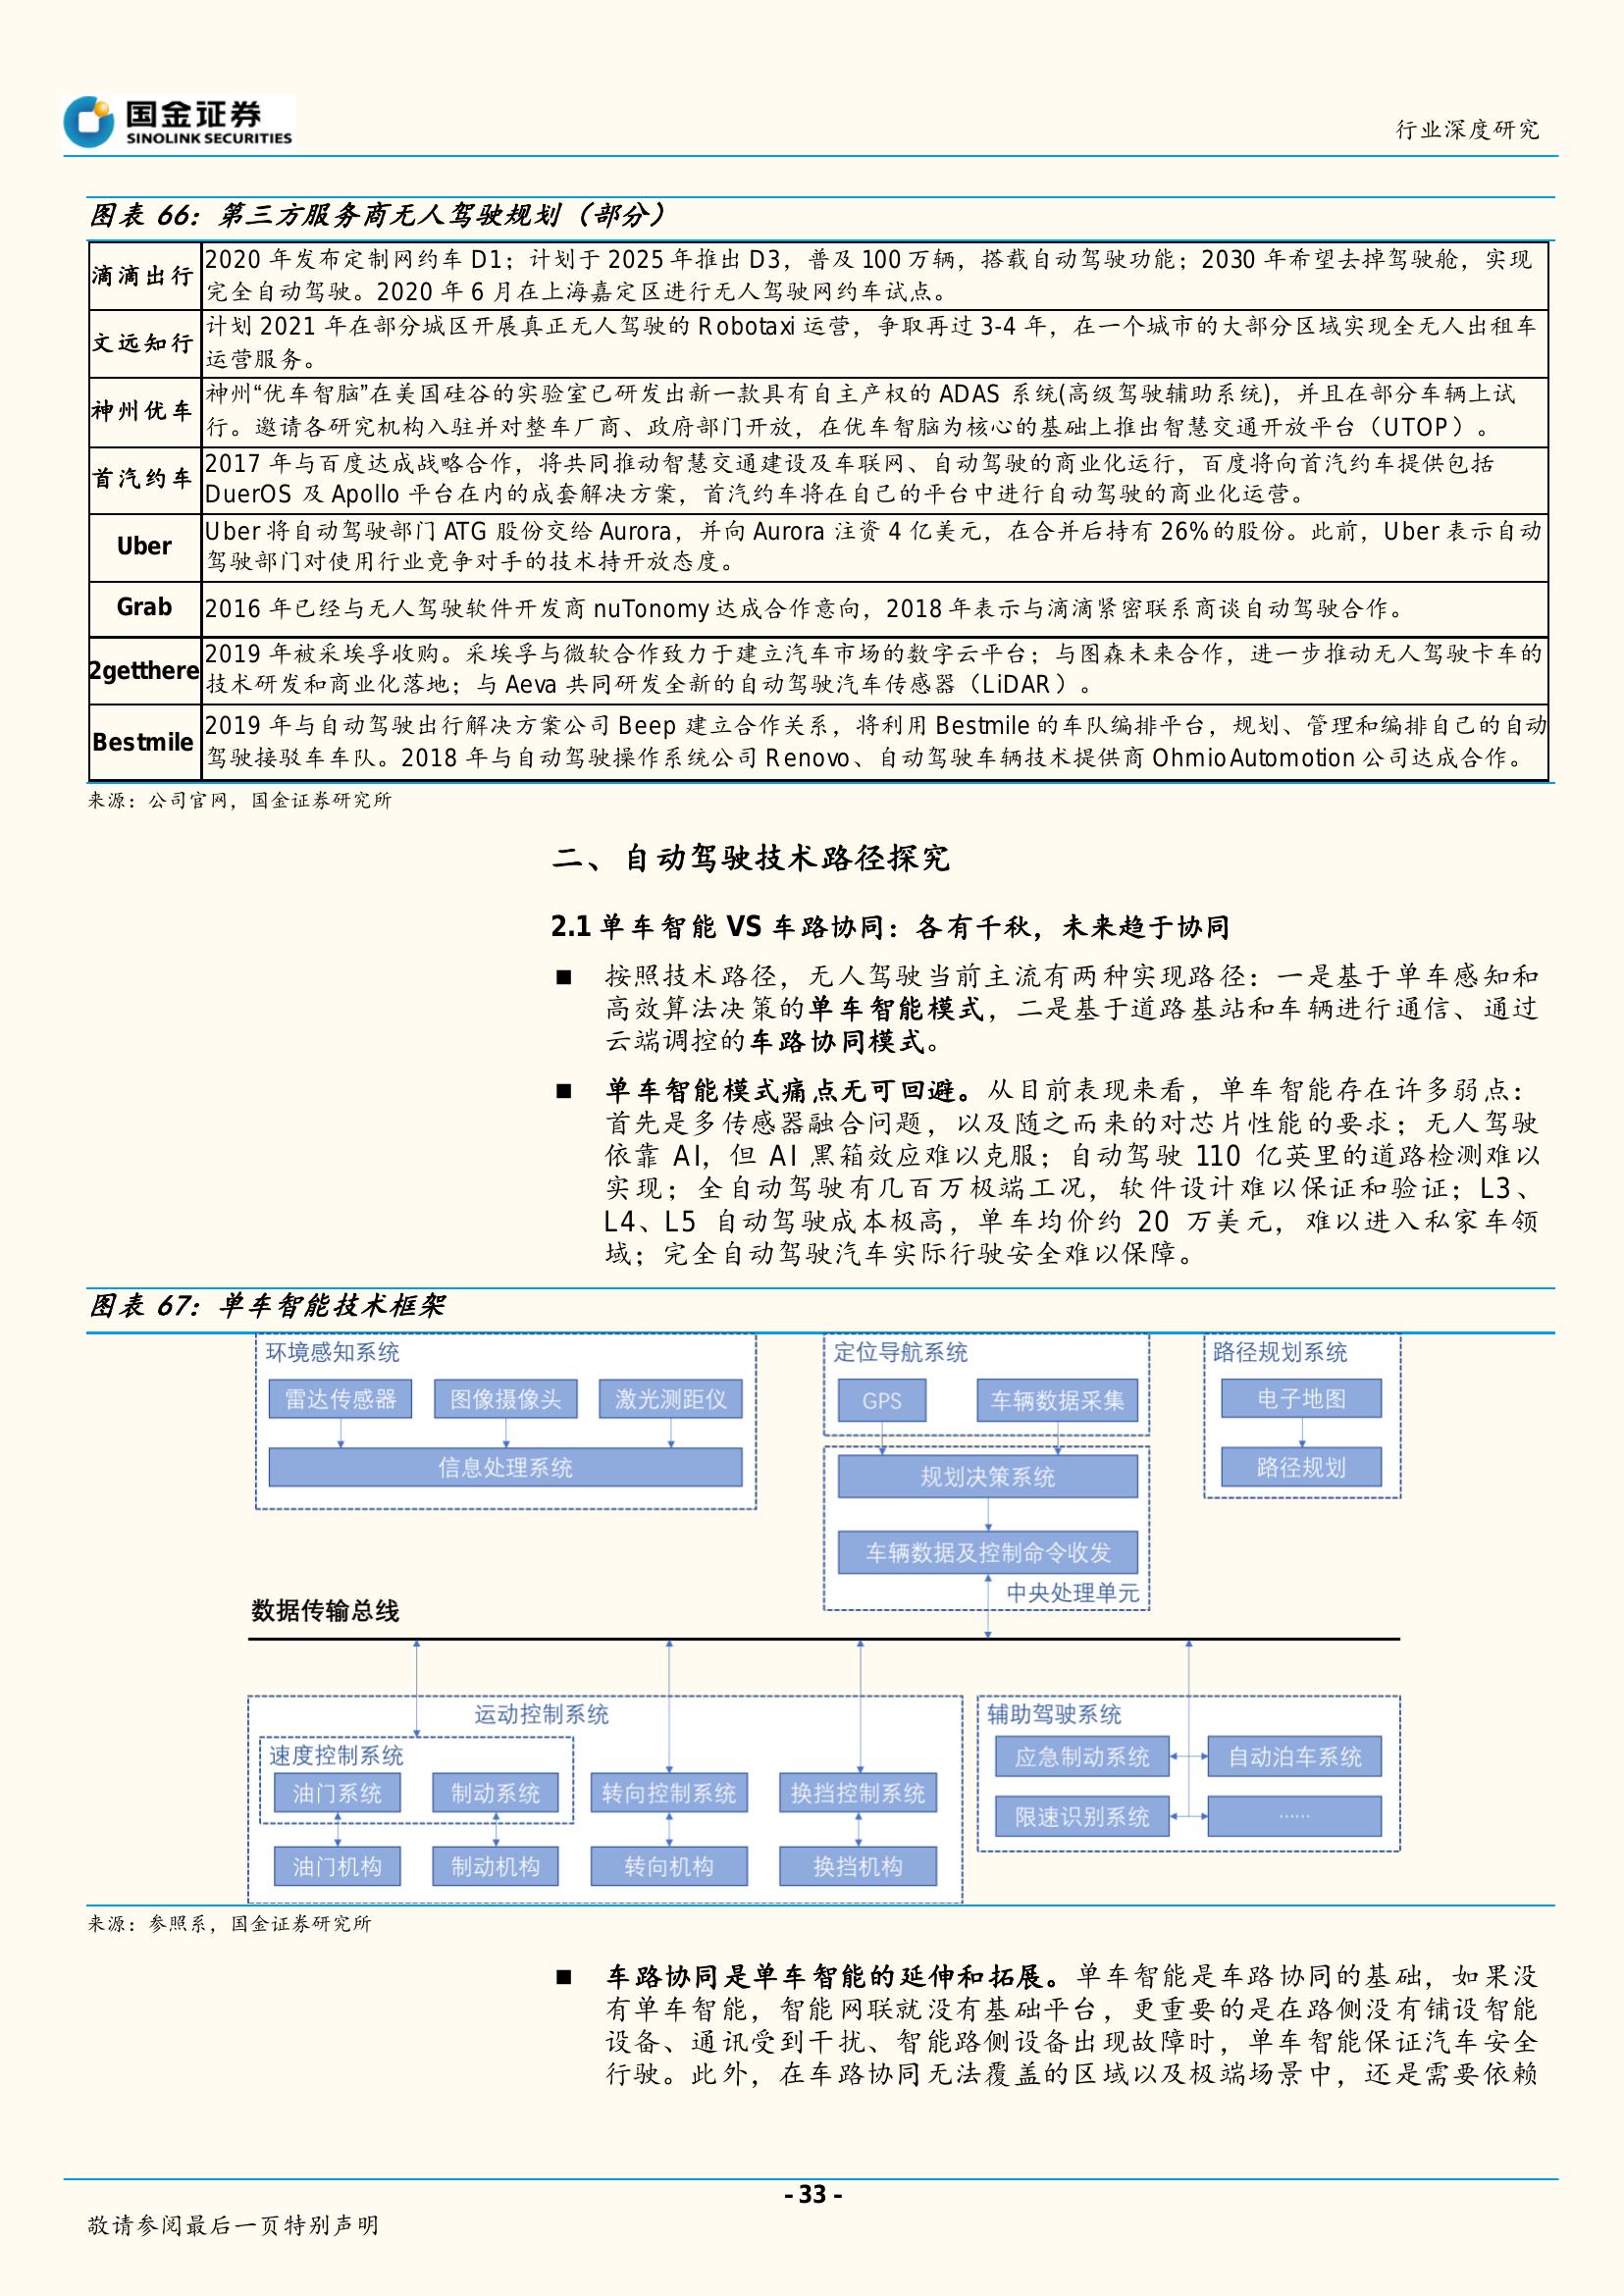 国金证券
SINOLINK SECURITIES
行业深度研究
图表 66：第三方服务商无人驾驶规划（部分）
滴滴出行
2020 年发布定制网约车 D1；计划于 2025 年推出 D3，普及 100 万辆，搭载自动驾驶功能；2030 年希望去掉驾驶舱，实现
完全自动驾驶。2020 年 6 月在上海嘉定区进行无人驾驶网约车试点。
文远知行
计划 2021 年在部分城区开展真正无人驾驶的 Robotaxi 运营，争取再过 3-4 年，在一个城市的大部分区域实现全无人出租车
运营服务。
神州优车
神州“优车智脑”在美国硅谷的实验室已研发出新一款具有自主产权的 ADAS 系统(高级驾驶辅助系统)，并且在部分车辆上试
行。邀请各研究机构入驻并对整车厂商、政府部门开放，在优车智脑为核心的基础上推出智慧交通开放平台（UTOP）。
首汽约车
2017 年与百度达成战略合作，将共同推动智慧交通建设及车联网、自动驾驶的商业化运行，百度将向首汽约车提供包括
DuerOS 及 Apollo 平台在内的成套解决方案，首汽约车将在自己的平台中进行自动驾驶的商业化运营。
Uber
Uber 将自动驾驶部门 ATG 股份交给 Aurora，并向 Aurora 注资 4 亿美元，在合并后持有 26%的股份。此前，Uber 表示自动
驾驶部门对使用行业竞争对手的技术持开放态度。
Grab
2016 年已经与无人驾驶软件开发商 nuTonomy 达成合作意向，2018 年表示与滴滴紧密联系商谈自动驾驶合作。
2getthere
2019 年被采埃孚收购。采埃孚与微软合作致力于建立汽车市场的数字云平台；与图森未来合作，进一步推动无人驾驶卡车的
技术研发和商业化落地；与 Aeva 共同研发全新的自动驾驶汽车传感器（LiDAR）。
Bestmile
2019 年与自动驾驶出行解决方案公司 Beep 建立合作关系，将利用 Bestmile 的车队编排平台，规划、管理和编排自己的自动
驾驶接驳车车队。2018 年与自动驾驶操作系统公司 Renovo、自动驾驶车辆技术提供商 OhmioAutomotion 公司达成合作。
来源：公司官网，国金证券研究所
二、自动驾驶技术路径探究
2.1 单车智能 VS 车路协同：各有千秋，未来趋于协同
■ 按照技术路径，无人驾驶当前主流有两种实现路径：一是基于单车感知和
高效算法决策的单车智能模式，二是基于道路基站和车辆进行通信、通过
云端调控的车路协同模式。
■ 单车智能模式痛点无可回避。从目前表现来看，单车智能存在许多弱点：
首先是多传感器融合问题，以及随之而来的对芯片性能的要求；无人驾驶
依靠 AI，但 AI 黑箱效应难以克服；自动驾驶 110 亿英里的道路检测难以
实现；全自动驾驶有几百万极端工况，软件设计难以保证和验证；L3、
L4、L5 自动驾驶成本极高，单车均价约 20 万美元，难以进入私家车领
域；完全自动驾驶汽车实际行驶安全难以保障。
图表 67：单车智能技术框架
环境感知系统
定位导航系统
路径规划系统
雷达传感器
图像摄像头
激光测距仪
GPS
车辆数据采集
电子地图
信息处理系统
规划决策系统
路径规划
车辆数据及控制命令收发
中央处理单元
数据传输总线
运动控制系统
辅助驾驶系统
速度控制系统
应急制动系统
自动泊车系统
油门系统
制动系统
转向控制系统
换挡控制系统
限速识别系统
……
油门机构
制动机构
转向机构
换挡机构
来源：参照系，国金证券研究所
■ 车路协同是单车智能的延伸和拓展。单车智能是车路协同的基础，如果没
有单车智能，智能网联就没有基础平台，更重要的是在路侧没有铺设智能
设备、通讯受到干扰、智能路侧设备出现故障时，单车智能保证汽车安全
行驶。此外，在车路协同无法覆盖的区域以及极端场景中，还是需要依赖
- 33 -
敬请参阅最后一页特别声明